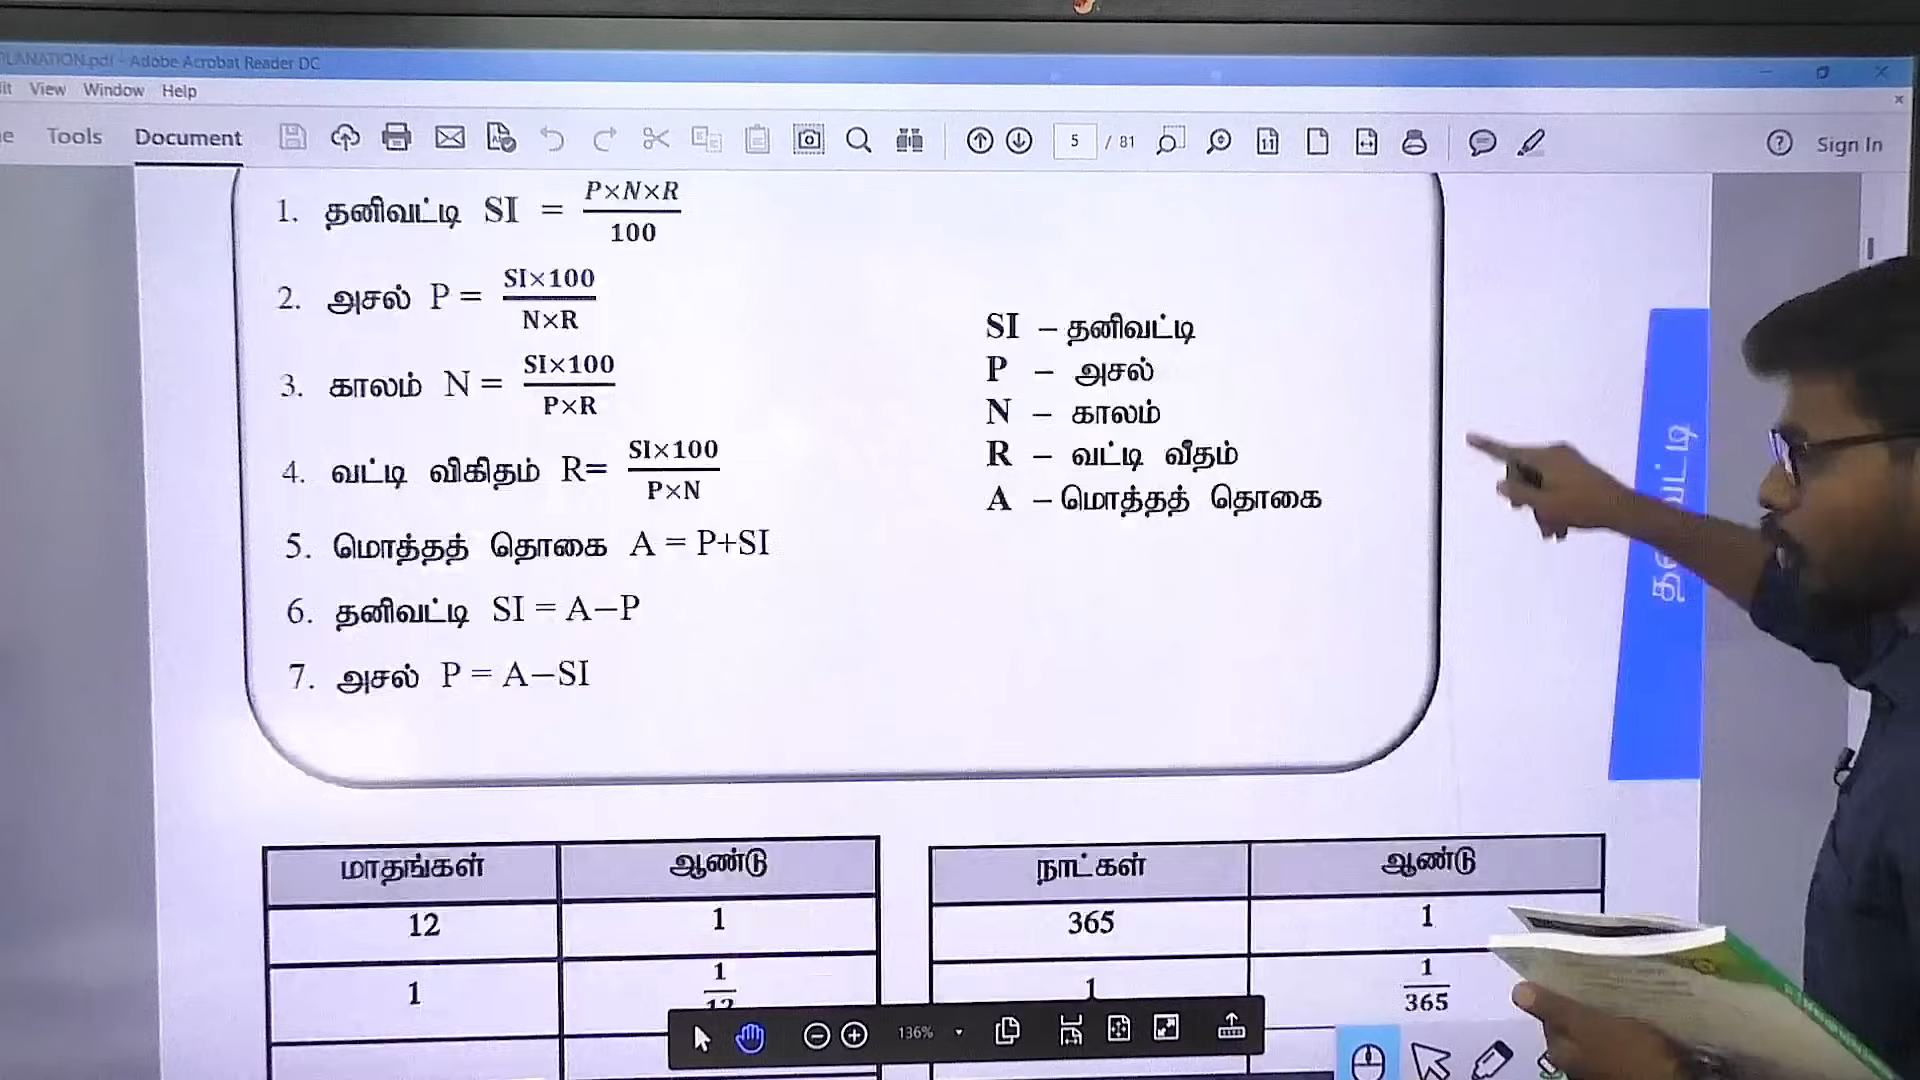 PLANATION.pdf - Adobe Acrobat Reader DC
it View Window Help
e Tools Document 5 / 81 Sign In
1. தனிவட்டி SI = P×N×R / 100
2. அசல் P = SI×100 / N×R
3. காலம் N = SI×100 / P×R
4. வட்டி விகிதம் R= SI×100 / P×N
5. மொத்தத் தொகை A = P+SI
6. தனிவட்டி SI = A–P
7. அசல் P = A–SI
SI – தனிவட்டி
P – அசல்
N – காலம்
R – வட்டி வீதம்
A – மொத்தத் தொகை
மாதங்கள் ஆண்டு
12 1
1 1/12
நாட்கள் ஆண்டு
365 1
1 1/365
136%